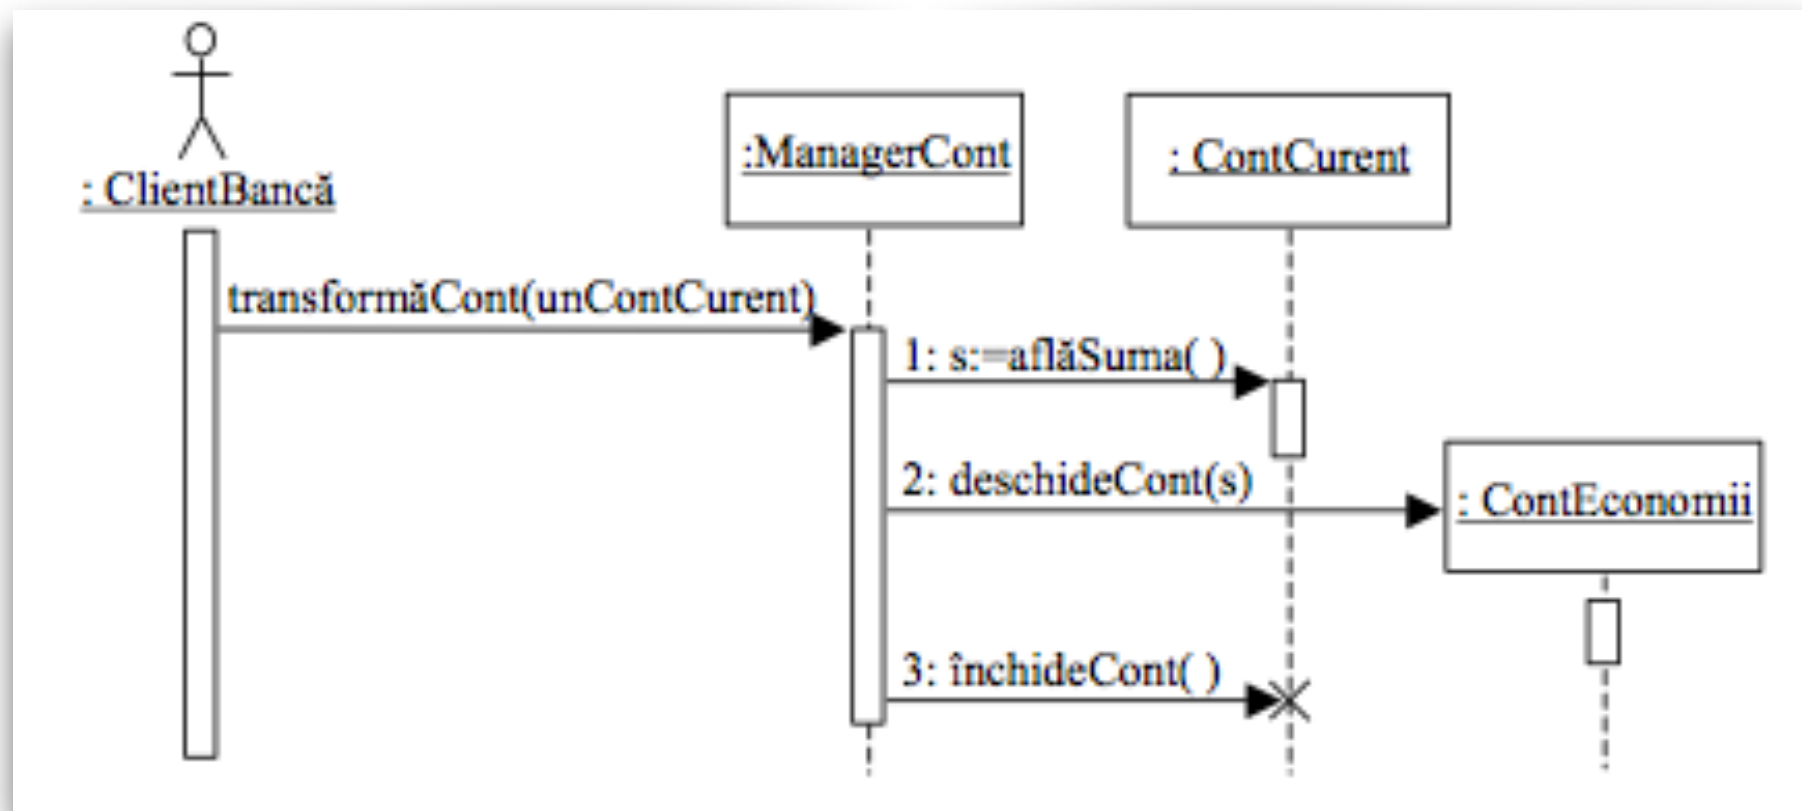 :ManagerCont
: ContCurent
: ClientBancă
transformăCont(unContCurent)
1: s:=aflăSuma( )
2: deschideCont(s)
: ContEconomii
3: închideCont( )